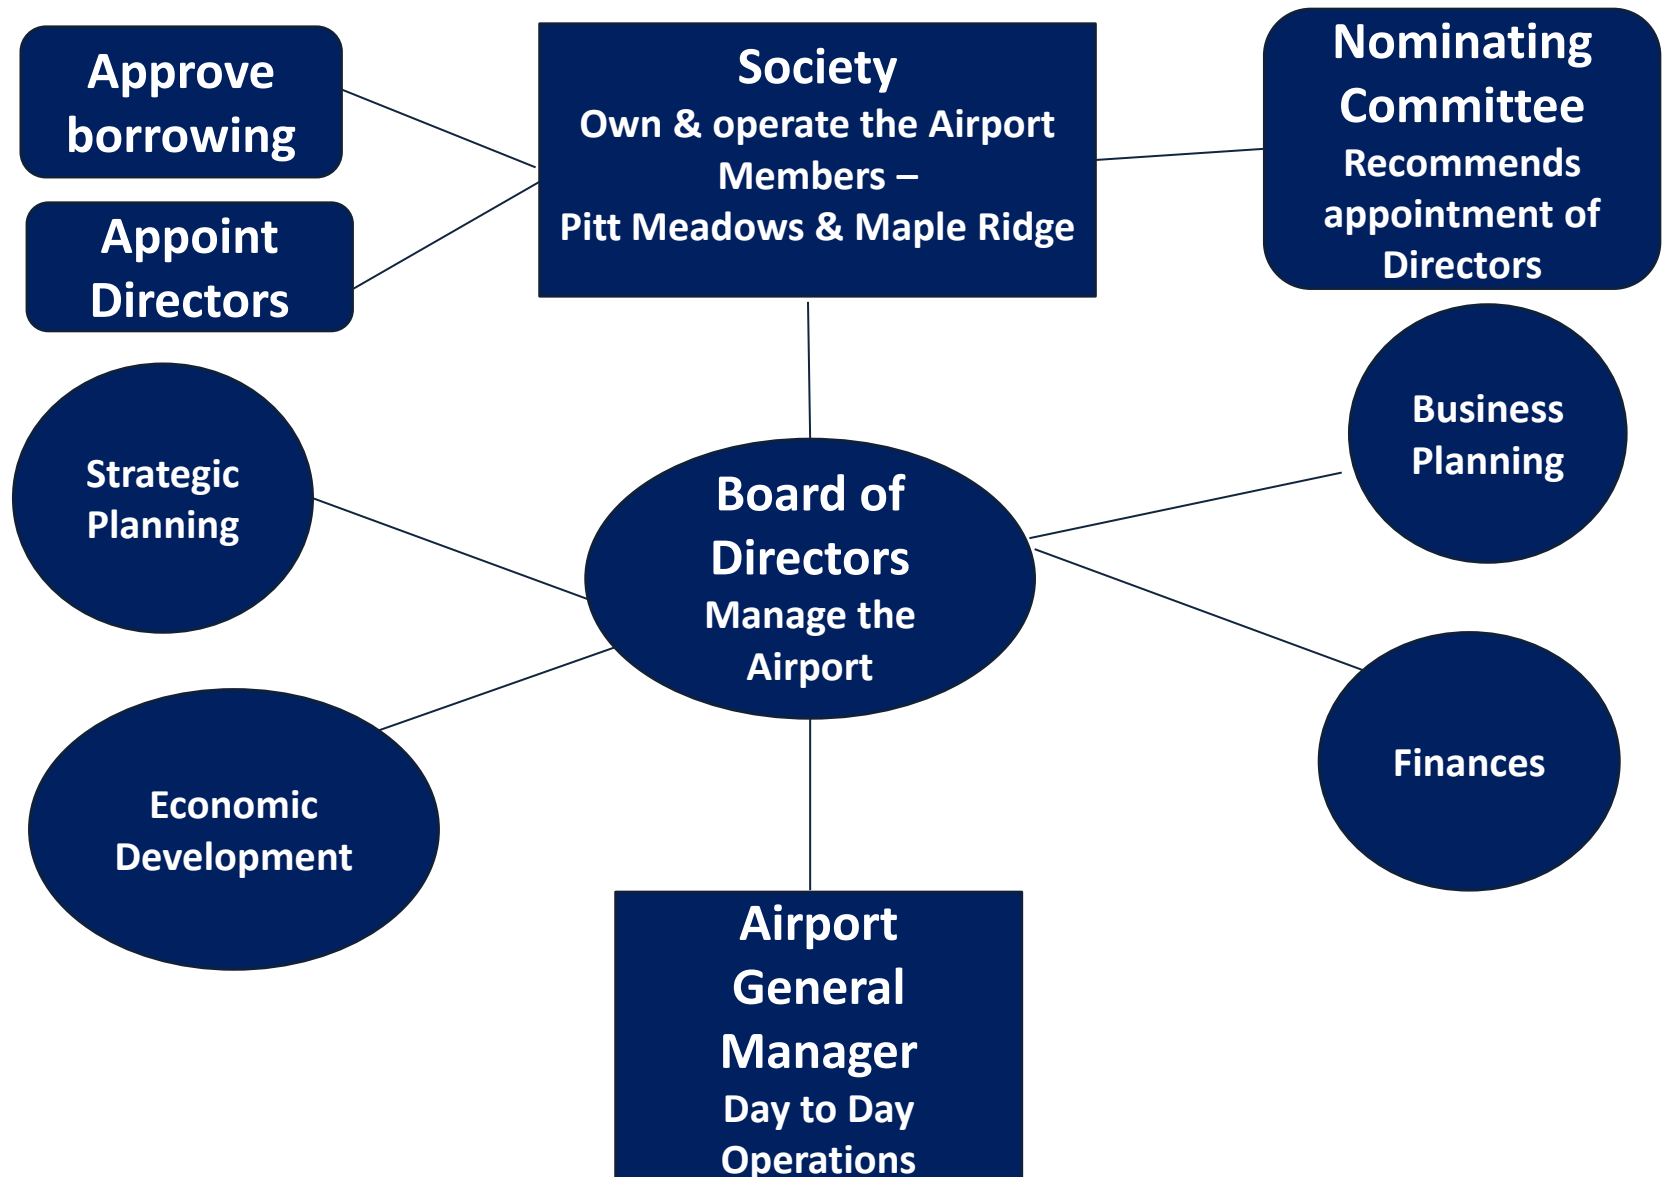 Approve
borrowing
Society
Own & operate the Airport
Members –
Pitt Meadows & Maple Ridge
Nominating
Committee
Recommends
appointment of
Directors
Appoint
Directors
Strategic
Planning
Board of
Directors
Manage the
Airport
Business
Planning
Economic
Development
Finances
Airport
General
Manager
Day to Day
Operations